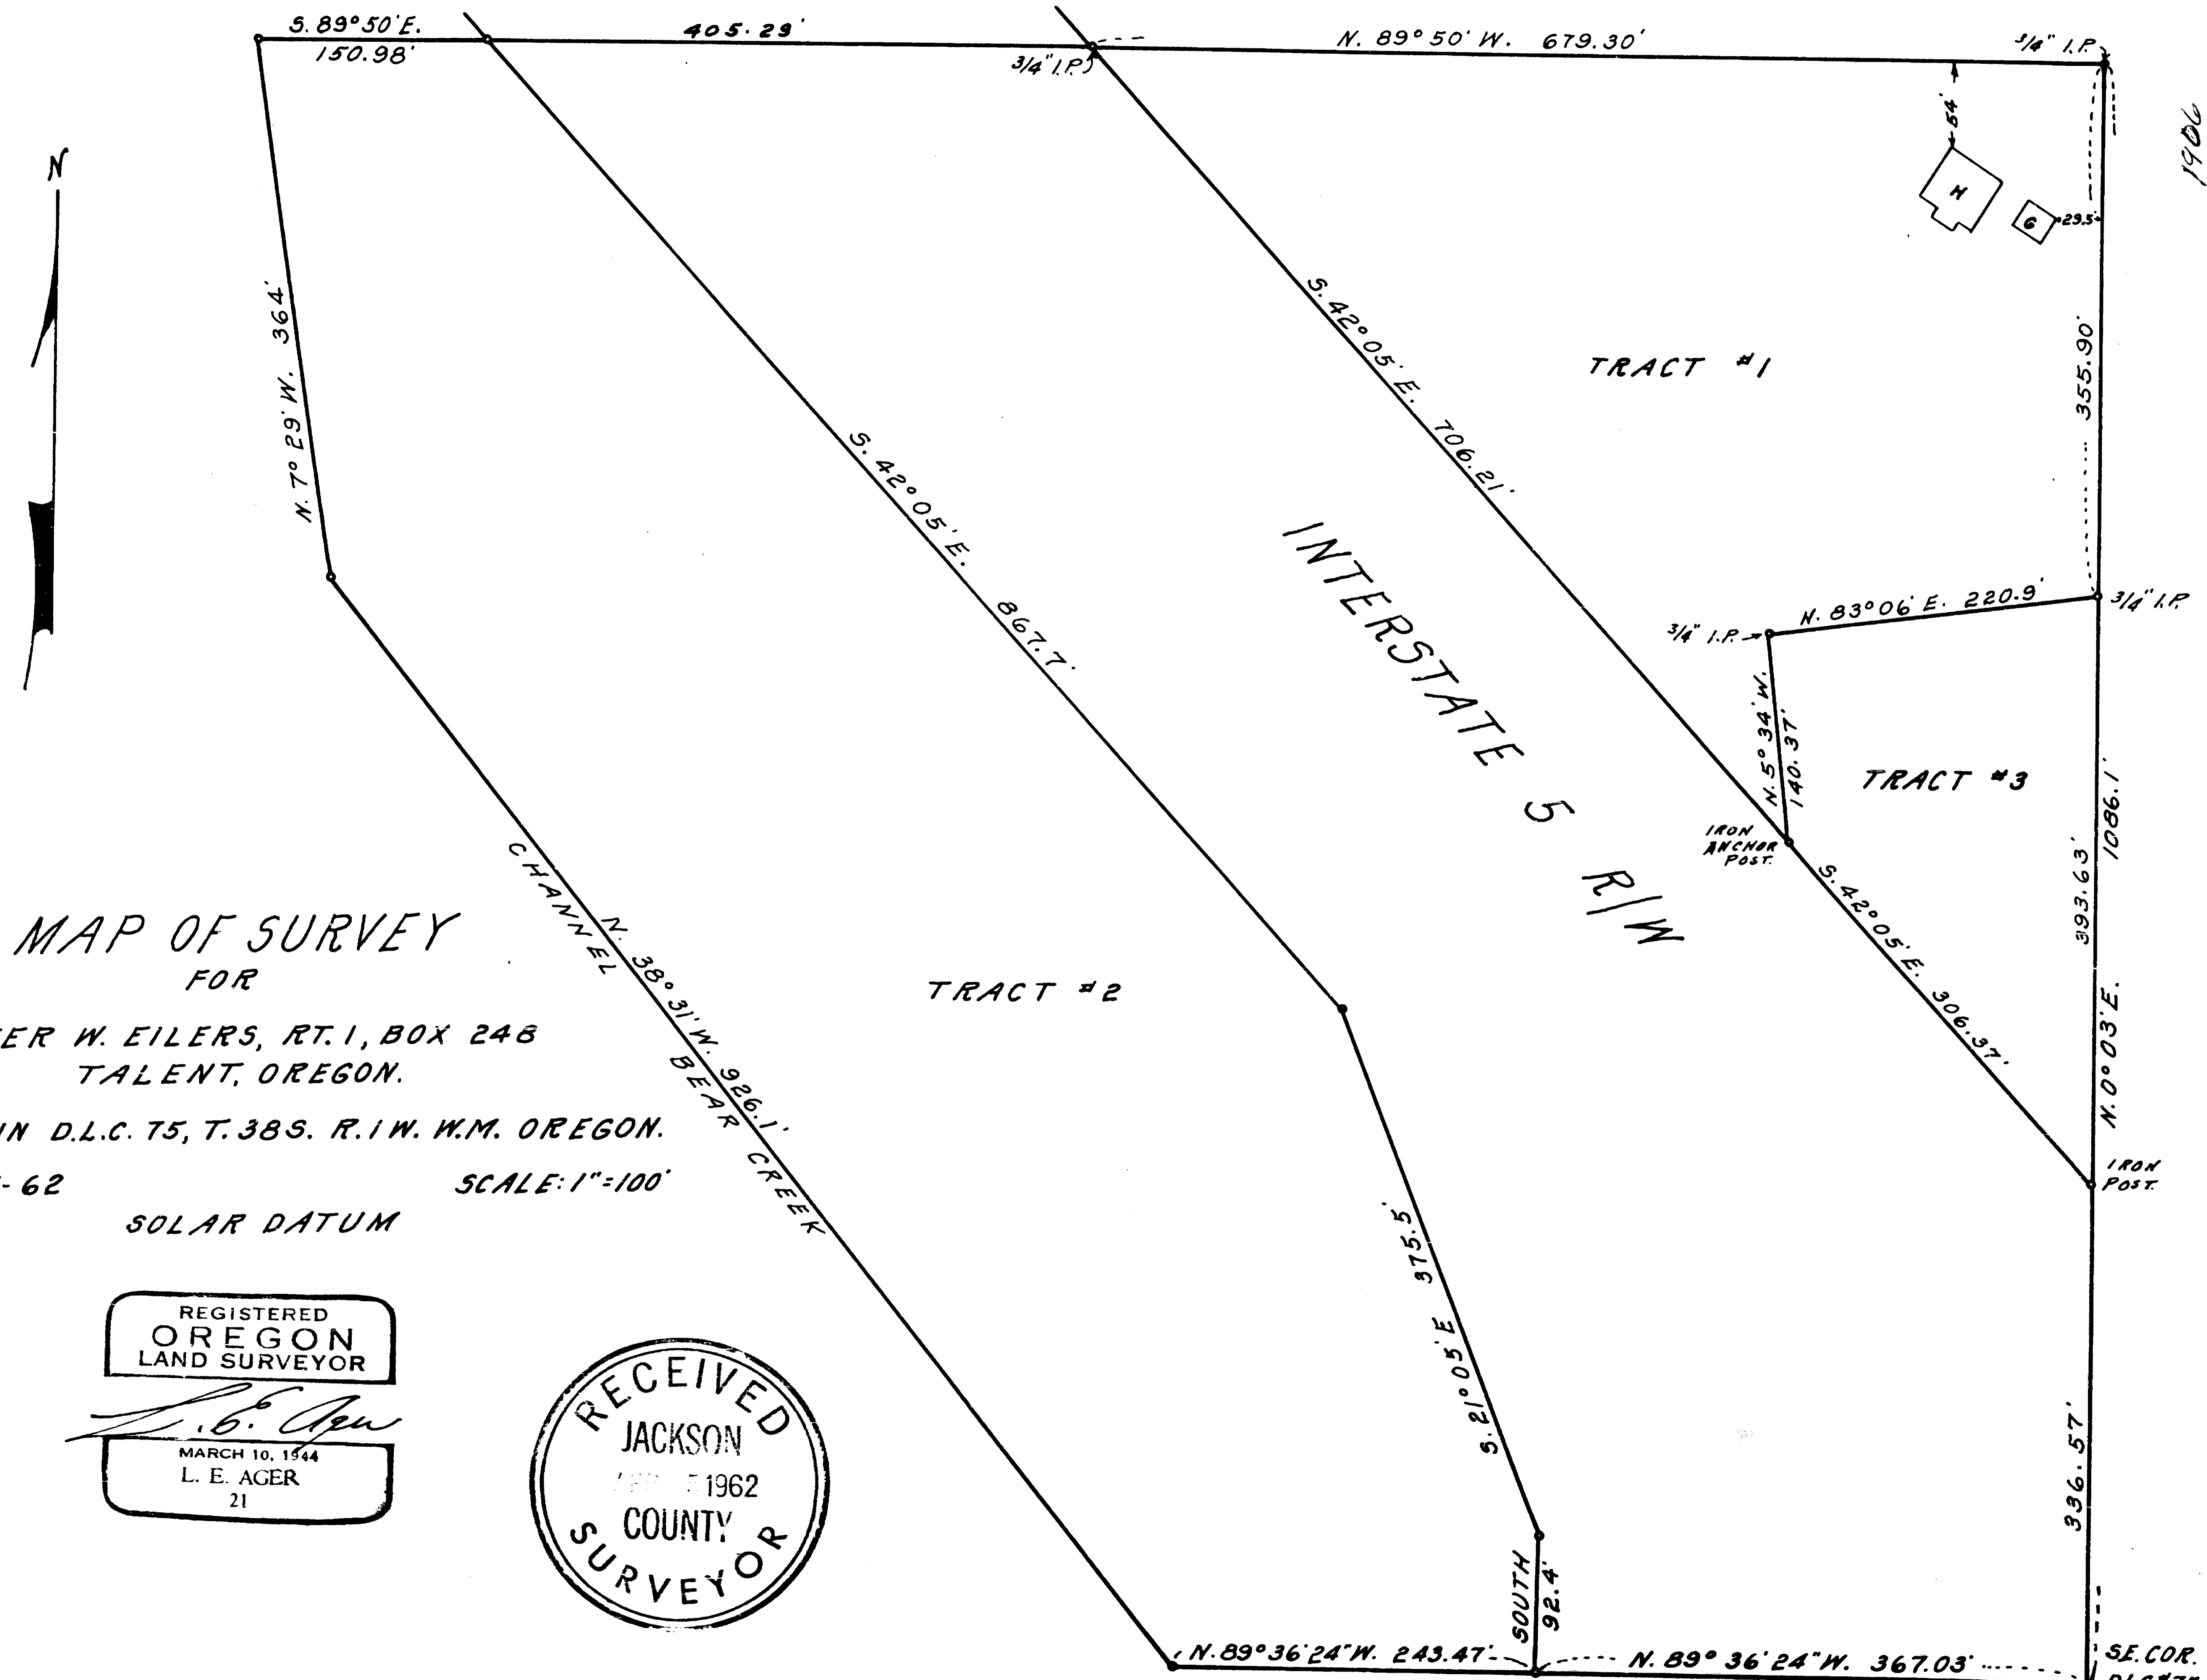 S. 89° 50' E.
150.98'
405.29'
3/4" I.P.
N. 89° 50' W. 679.30'
3/4" I.P.
1906
N
54'
H
G
29.5'
N. 7° 29' W. 364'
S. 42° 05' E. 867.7'
S. 42° 05' E. 706.21'
TRACT #1
355.90'
INTERSTATE 5 R/W
N. 83° 06' E. 220.9'
3/4" I.P.
3/4" I.P.
N. 5° 34' W.
140.37'
TRACT #3
IRON
ANCHOR
POST.
S. 42° 05' E. 306.37'
393.63'
1086.1'
N. 0° 03' E.
IRON
POST.
336.57'
CHANNEL BEAR CREEK
N. 38° 31' W. 926.1'
TRACT #2
S. 21° 05' E 375.5'
SOUTH
92.4'
N. 89° 36' 24" W. 243.47'
N. 89° 36' 24" W. 367.03'
S.E. COR.
MAP OF SURVEY
FOR
ER W. EILERS, RT. 1, BOX 248
TALENT, OREGON.
IN D.L.C. 75, T. 38 S. R. 1 W. W.M. OREGON.
- 62
SCALE: 1" = 100'
SOLAR DATUM
REGISTERED
OREGON
LAND SURVEYOR
L. E. Ager
MARCH 10, 1944
L. E. AGER
21
RECEIVED
JACKSON
5 1962
COUNTY
SURVEYOR